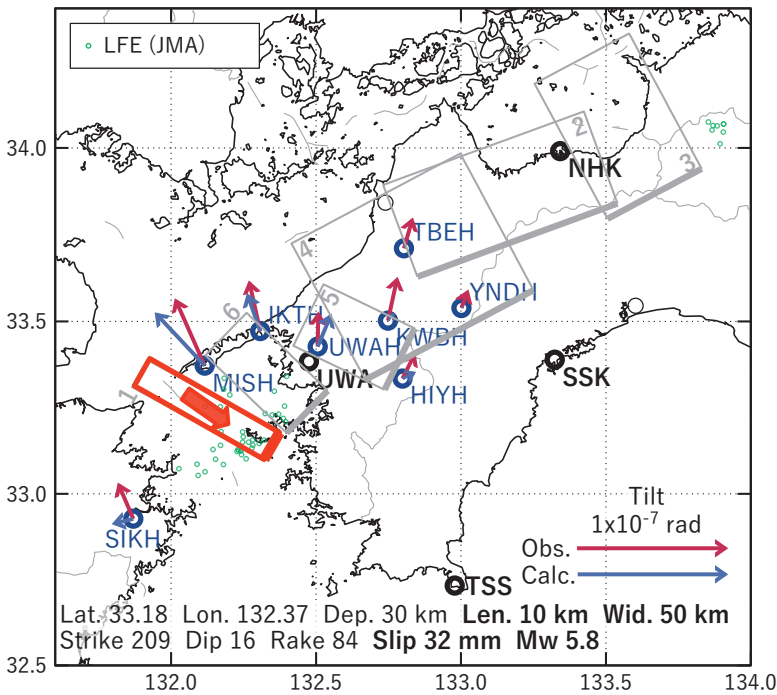 LFE (JMA)
34.0
33.5
33.0
32.5
132.0
132.5
133.0
133.5
134.0
NHK
TBEH
YNDH
IKTH
UWAH
KWBH
MISH
UWA
HIYH
SSK
SIKH
TSS
1
2
3
4
5
6
Tilt
1x10⁻⁷ rad
Obs.
Calc.
Lat. 33.18 Lon. 132.37 Dep. 30 km Len. 10 km Wid. 50 km
Strike 209 Dip 16 Rake 84 Slip 32 mm Mw 5.8